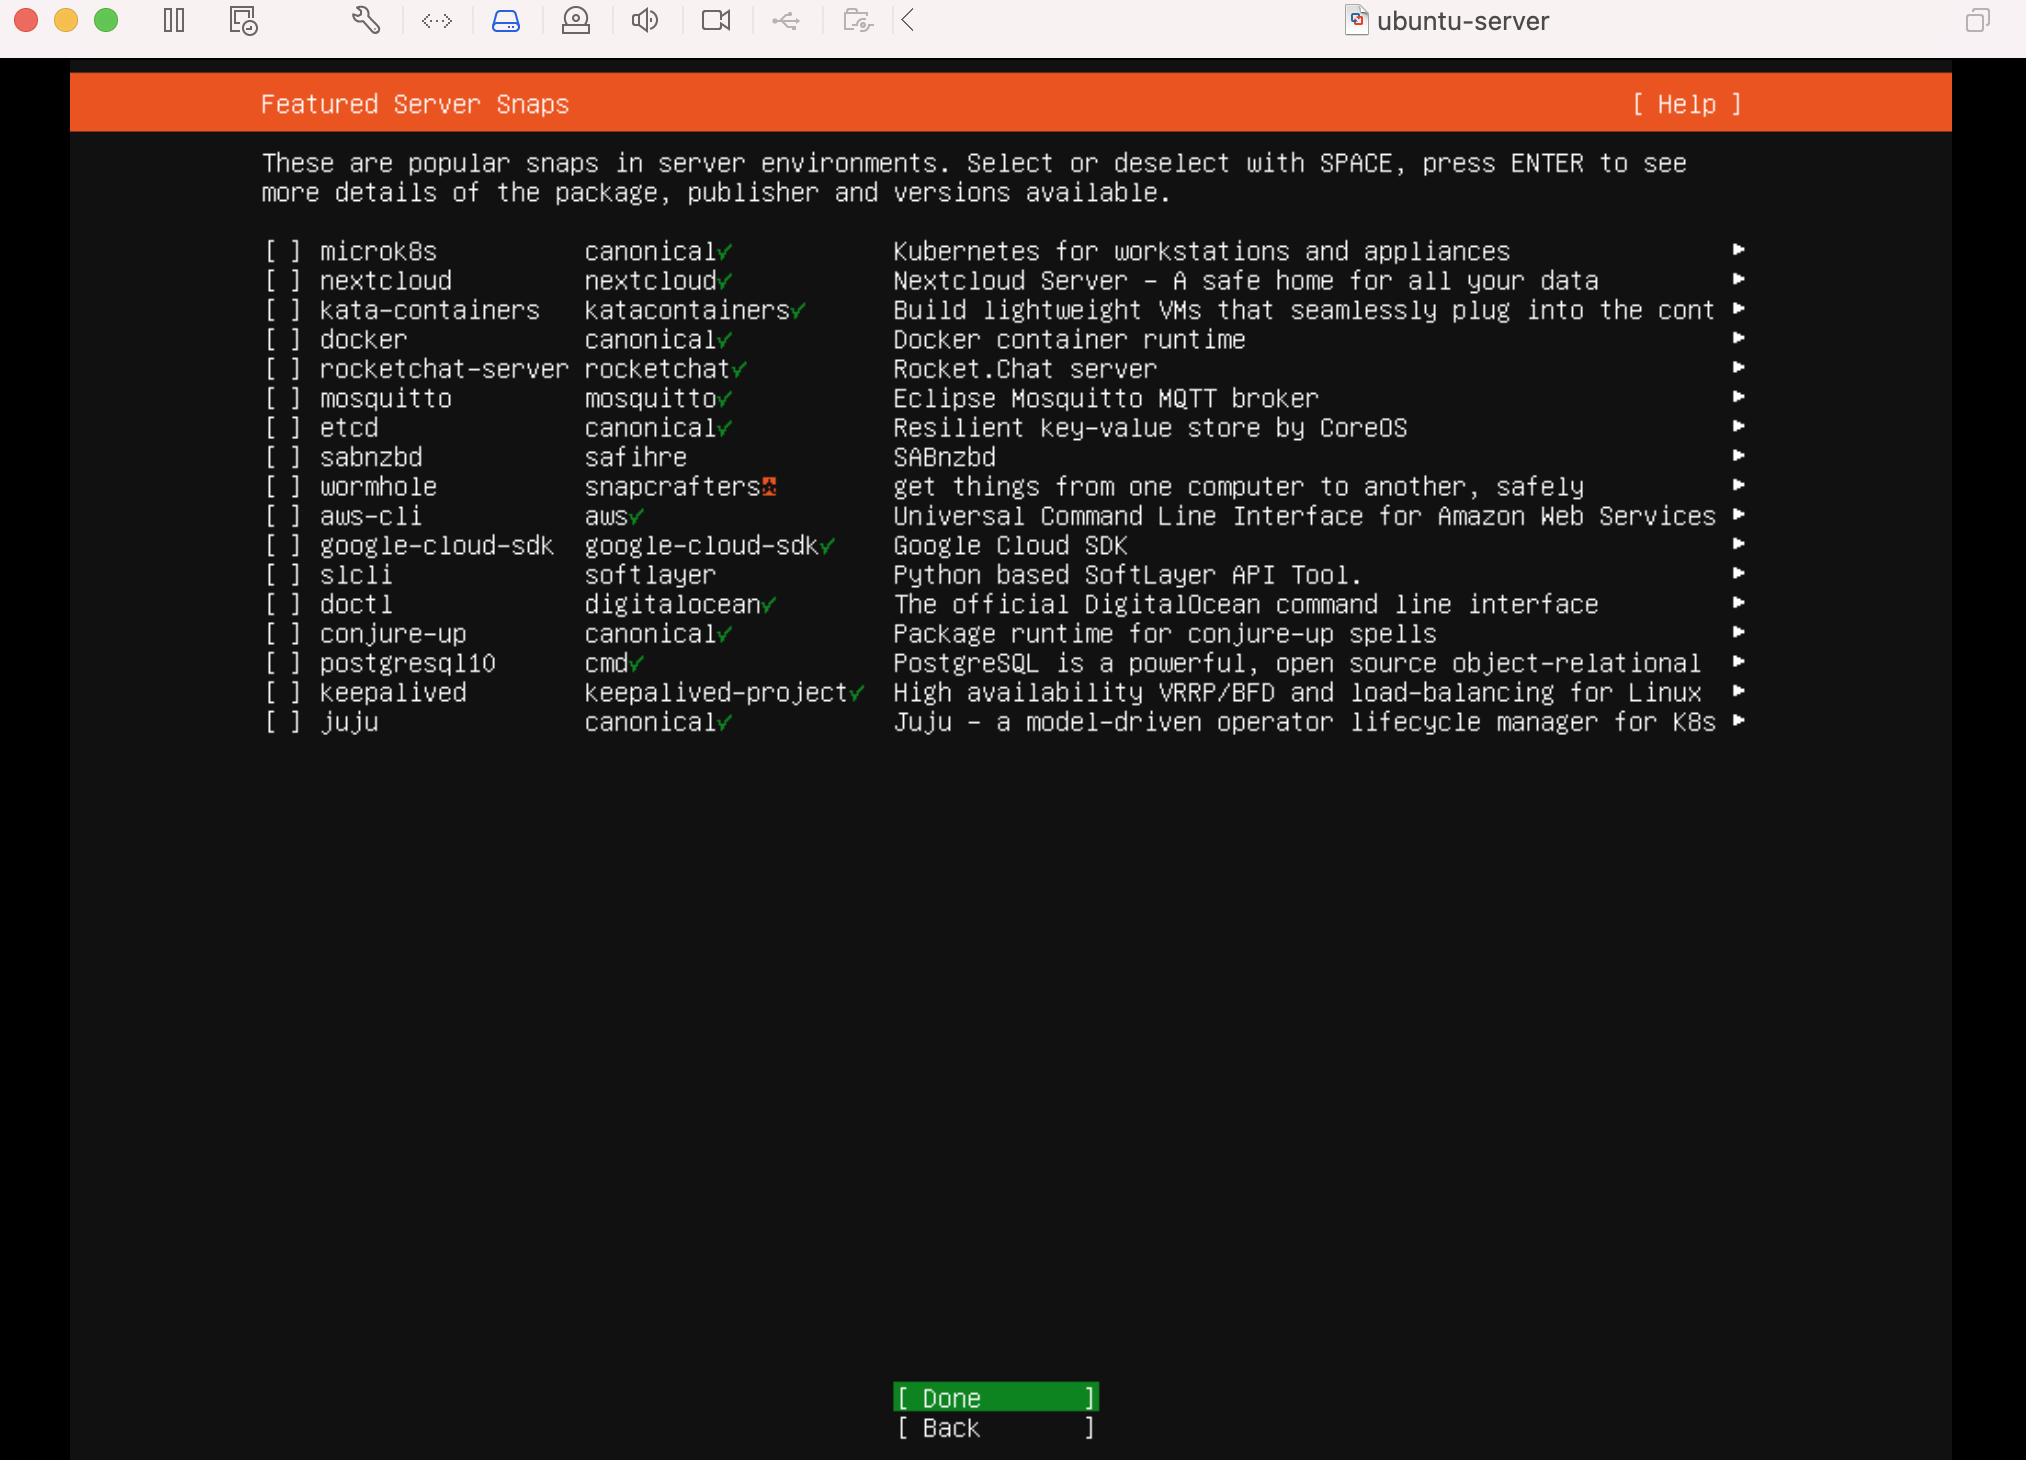 ubuntu-server
Featured Server Snaps [ Help ]
These are popular snaps in server environments. Select or deselect with SPACE, press ENTER to see
more details of the package, publisher and versions available.
[ ] microk8s canonical✓ Kubernetes for workstations and appliances ▸
[ ] nextcloud nextcloud✓ Nextcloud Server - A safe home for all your data ▸
[ ] kata-containers katacontainers✓ Build lightweight VMs that seamlessly plug into the cont ▸
[ ] docker canonical✓ Docker container runtime ▸
[ ] rocketchat-server rocketchat✓ Rocket.Chat server ▸
[ ] mosquitto mosquitto✓ Eclipse Mosquitto MQTT broker ▸
[ ] etcd canonical✓ Resilient key-value store by CoreOS ▸
[ ] sabnzbd safihre SABnzbd ▸
[ ] wormhole snapcrafters get things from one computer to another, safely ▸
[ ] aws-cli aws✓ Universal Command Line Interface for Amazon Web Services ▸
[ ] google-cloud-sdk google-cloud-sdk✓ Google Cloud SDK ▸
[ ] slcli softlayer Python based SoftLayer API Tool. ▸
[ ] doctl digitalocean✓ The official DigitalOcean command line interface ▸
[ ] conjure-up canonical✓ Package runtime for conjure-up spells ▸
[ ] postgresql10 cmd✓ PostgreSQL is a powerful, open source object-relational ▸
[ ] keepalived keepalived-project✓ High availability VRRP/BFD and load-balancing for Linux ▸
[ ] juju canonical✓ Juju - a model-driven operator lifecycle manager for K8s ▸
[ Done ]
[ Back ]